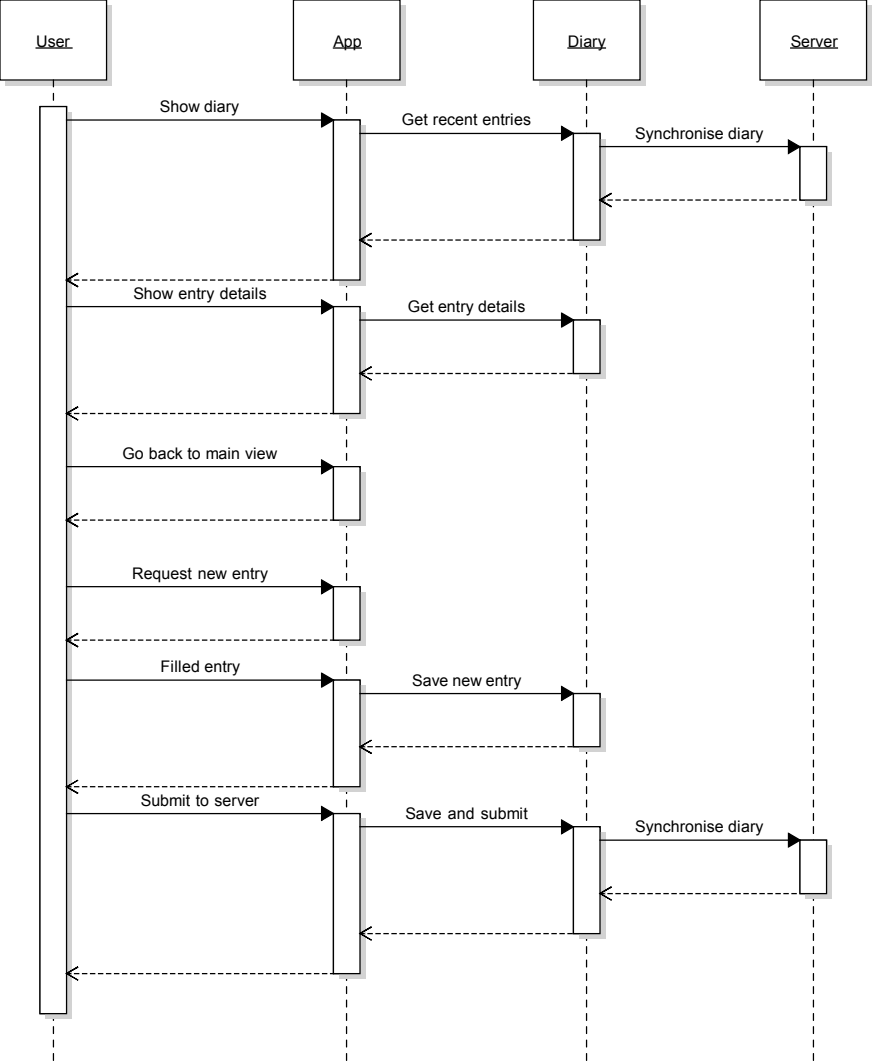 User
App
Diary
Server
Show diary
Get recent entries
Synchronise diary
Show entry details
Get entry details
Go back to main view
Request new entry
Filled entry
Save new entry
Submit to server
Save and submit
Synchronise diary